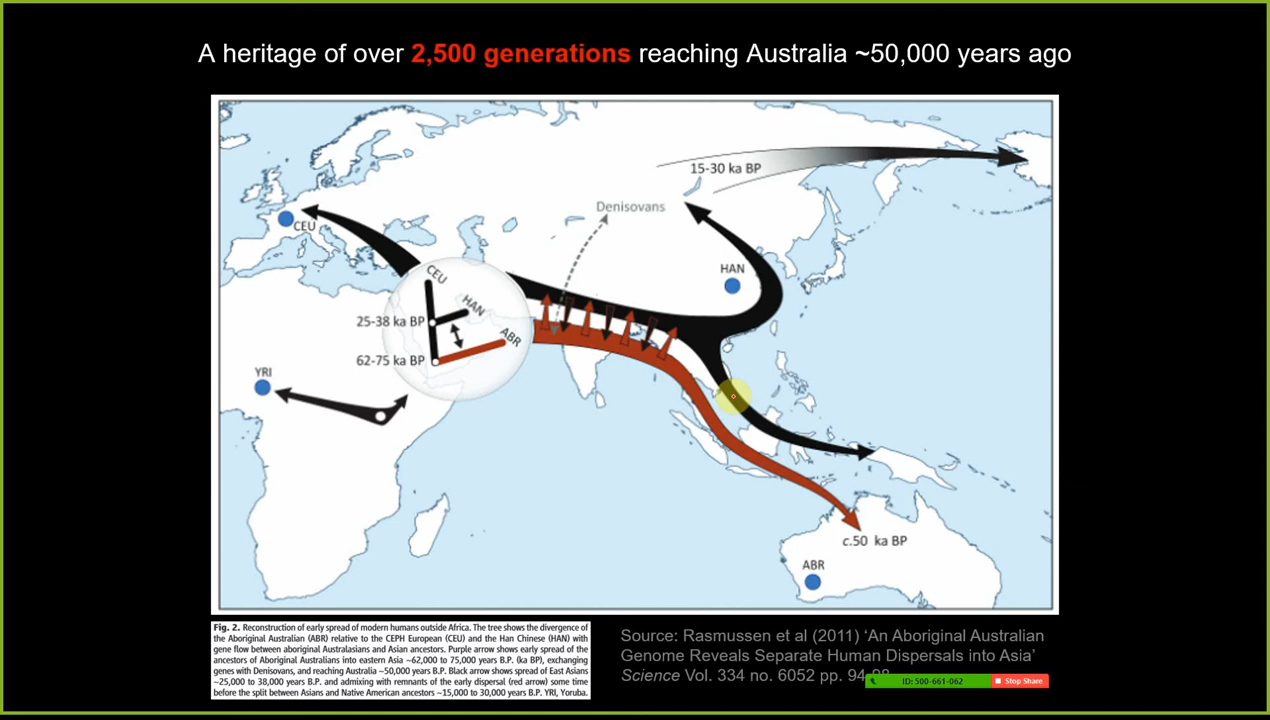 A heritage of over 2,500 generations reaching Australia ~50,000 years ago
15-30 ka BP
Denisovans
CEU
HAN
CEU
HAN
25-38 ka BP
ABR
62-75 ka BP
YRI
c.50 ka BP
ABR
Fig. 2. Reconstruction of early spread of modern humans outside Africa. The tree shows the divergence of
the Aboriginal Australian (ABR) relative to the CEPH European (CEU) and the Han Chinese (HAN) with
gene flow between aboriginal Australasians and Asian ancestors. Purple arrow shows early spread of the
ancestors of Aboriginal Australians into eastern Asia ~62,000 to 75,000 years B.P. (ka BP), exchanging
genes with Denisovans, and reaching Australia ~50,000 years B.P. Black arrow shows spread of East Asians
~25,000 to 38,000 years B.P. and admixing with remnants of the early dispersal (red arrow) some time
before the split between Asians and Native American ancestors ~15,000 to 30,000 years B.P. YRI, Yoruba.
Source: Rasmussen et al (2011) ‘An Aboriginal Australian
Genome Reveals Separate Human Dispersals into Asia’
Science Vol. 334 no. 6052 pp. 94-98
ID: 500-661-062
Stop Share